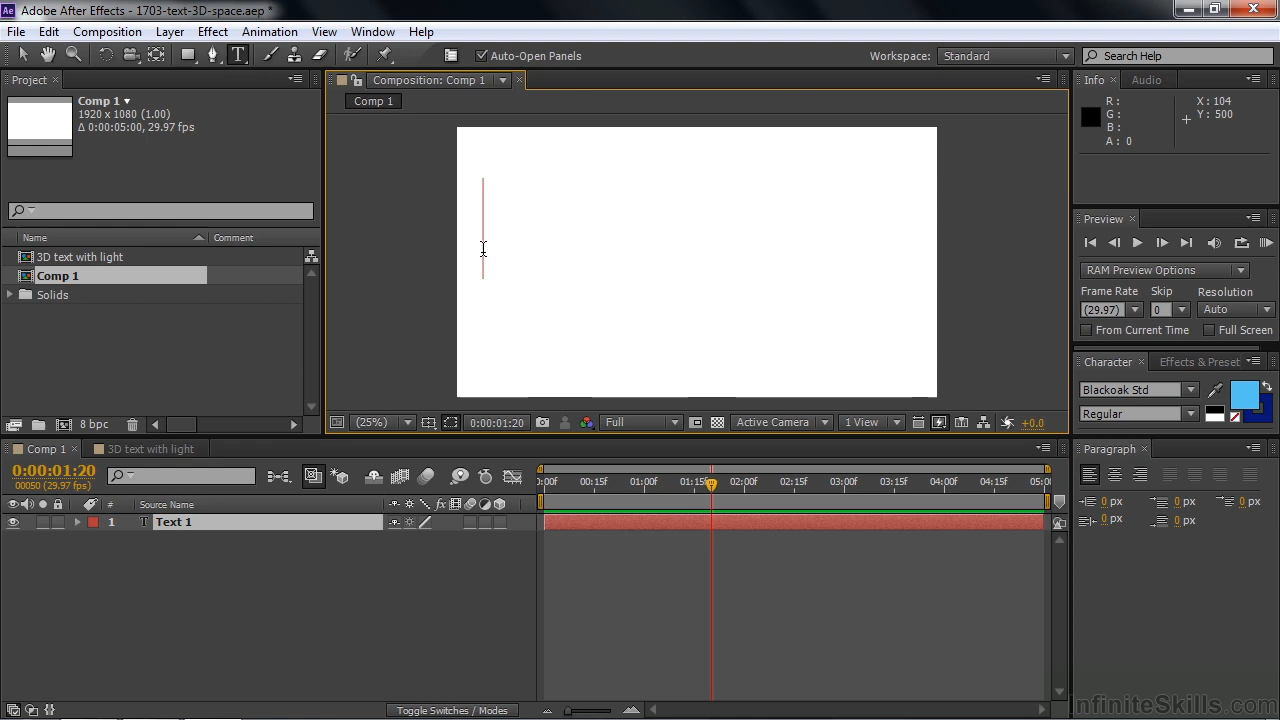 Adobe After Effects - 1703-text-3D-space.aep *
File Edit Composition Layer Effect Animation View Window Help
Auto-Open Panels
Workspace: Standard
Search Help
Project
Comp 1
1920 x 1080 (1.00)
Δ 0:00:05:00, 29.97 fps
Name Comment
3D text with light
Comp 1
Solids
8 bpc
Composition: Comp 1
Comp 1
(25%) 0:00:01:20 Full Active Camera 1 View +0.0
Info Audio
R : X : 104
G : Y : 500
B :
A : 0
Preview
RAM Preview Options
Frame Rate Skip Resolution
(29.97) 0 Auto
From Current Time Full Screen
Character Effects & Preset
Blackoak Std
Regular
Comp 1 3D text with light
0:00:01:20
00050 (29.97 fps)
# Source Name
1 T Text 1
00:15f 01:00f 01:15f 02:00f 02:15f 03:00f 03:15f 04:00f 04:15f
Toggle Switches / Modes
Paragraph
0 px 0 px 0 px
0 px 0 px
InfiniteSkills.com